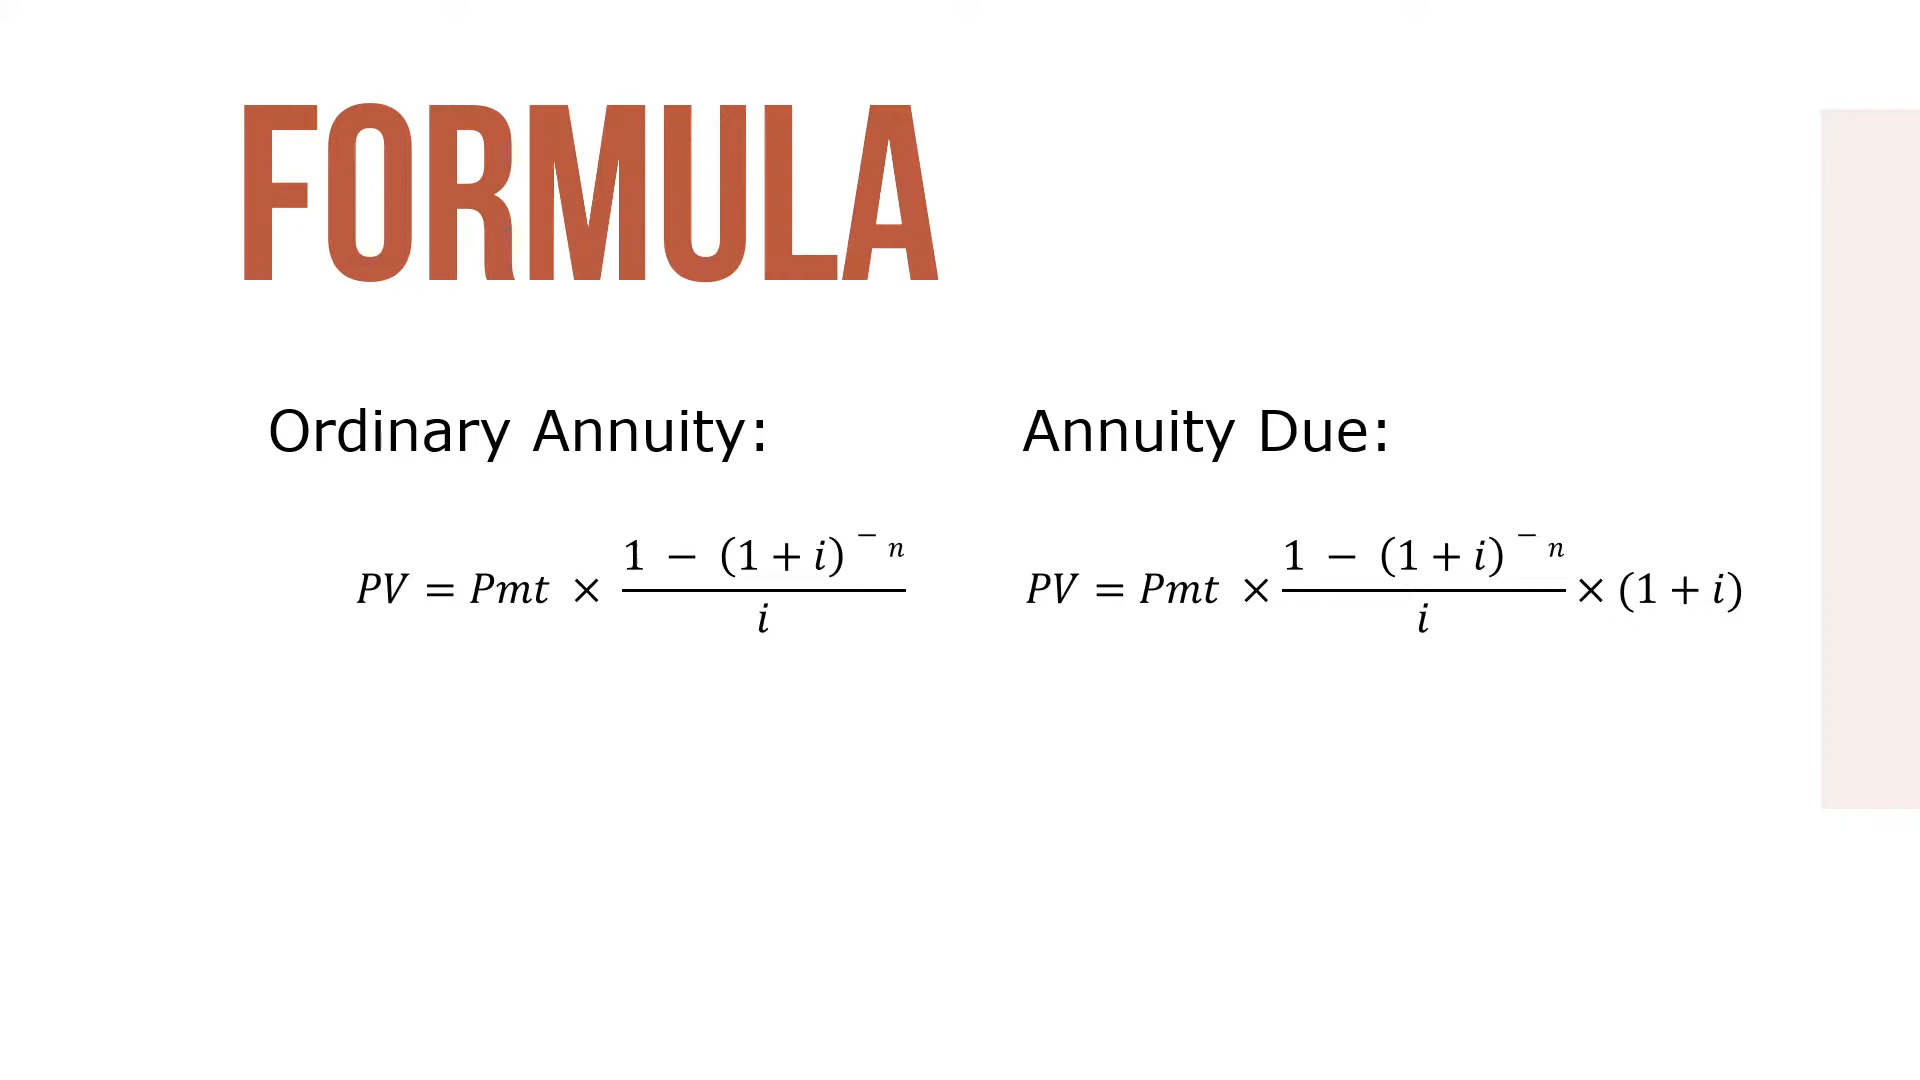 FORMULA
Ordinary Annuity:
PV = Pmt × (1 − (1 + i)⁻ⁿ) / i
Annuity Due:
PV = Pmt × (1 − (1 + i)⁻ⁿ) / i × (1 + i)